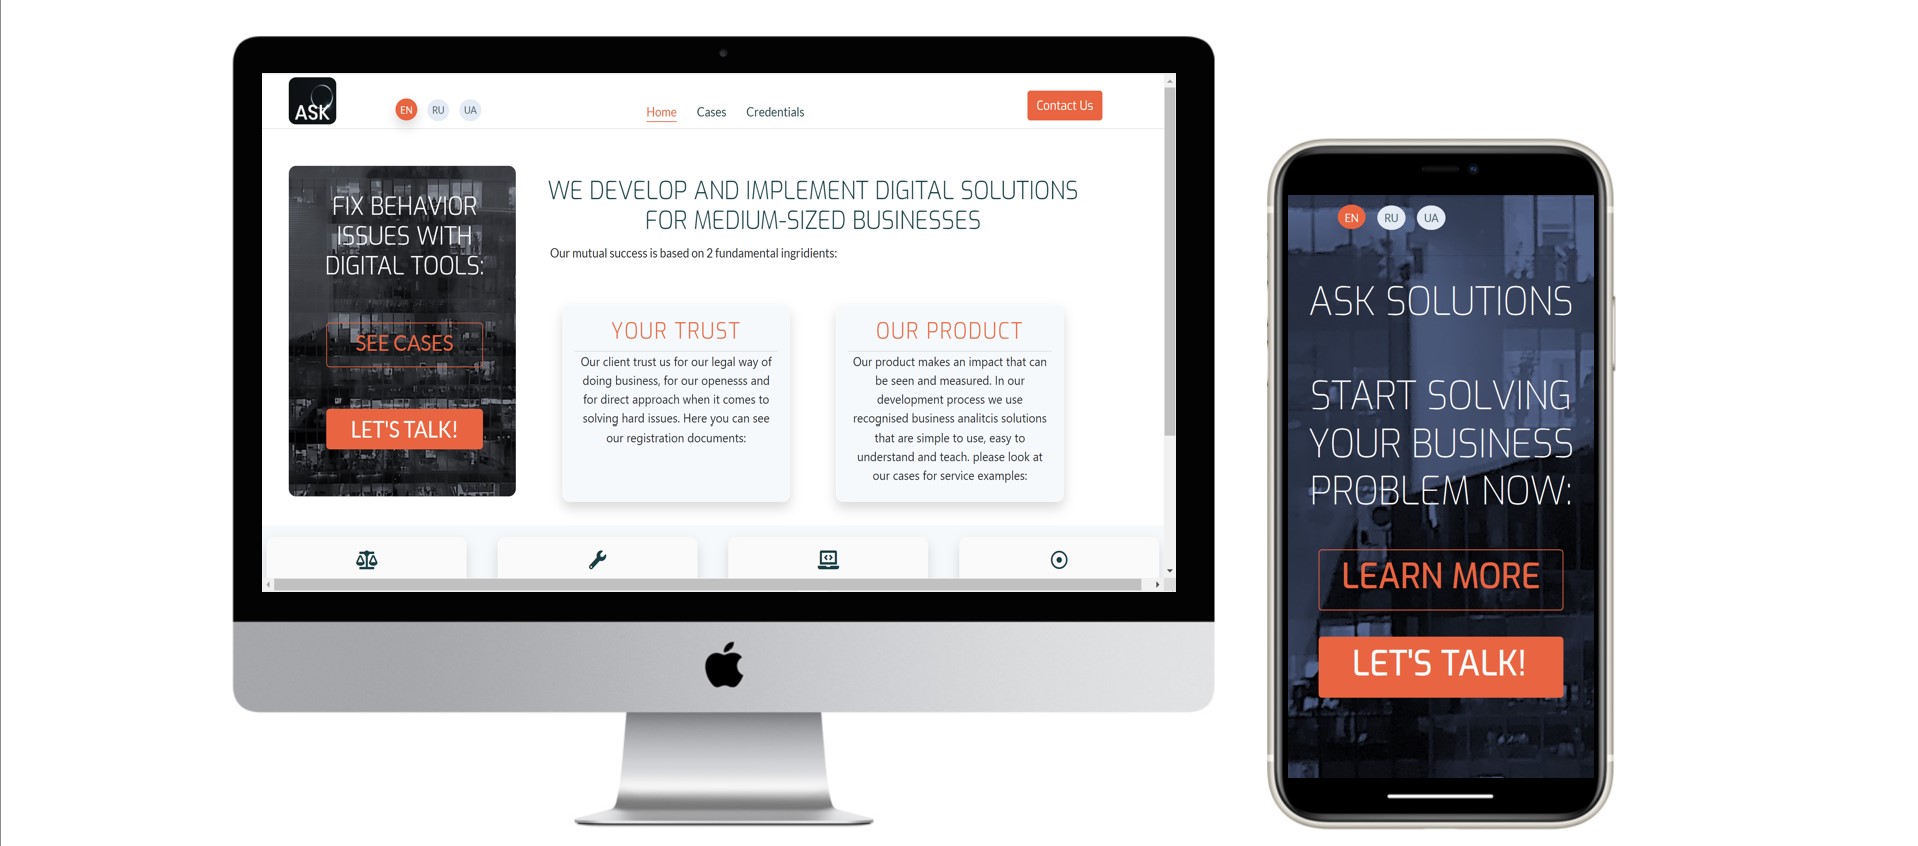 ASK
EN RU UA
Home Cases Credentials
Contact Us
FIX BEHAVIOR
ISSUES WITH
DIGITAL TOOLS:
SEE CASES
LET'S TALK!
WE DEVELOP AND IMPLEMENT DIGITAL SOLUTIONS
FOR MEDIUM-SIZED BUSINESSES
Our mutual success is based on 2 fundamental ingridients:
YOUR TRUST
Our client trust us for our legal way of
doing business, for our openesss and
for direct approach when it comes to
solving hard issues. Here you can see
our registration documents:
OUR PRODUCT
Our product makes an impact that can
be seen and measured. In our
development process we use
recognised business analitcis solutions
that are simple to use, easy to
understand and teach. please look at
our cases for service examples:
EN RU UA
ASK SOLUTIONS
START SOLVING
YOUR BUSINESS
PROBLEM NOW:
LEARN MORE
LET'S TALK!